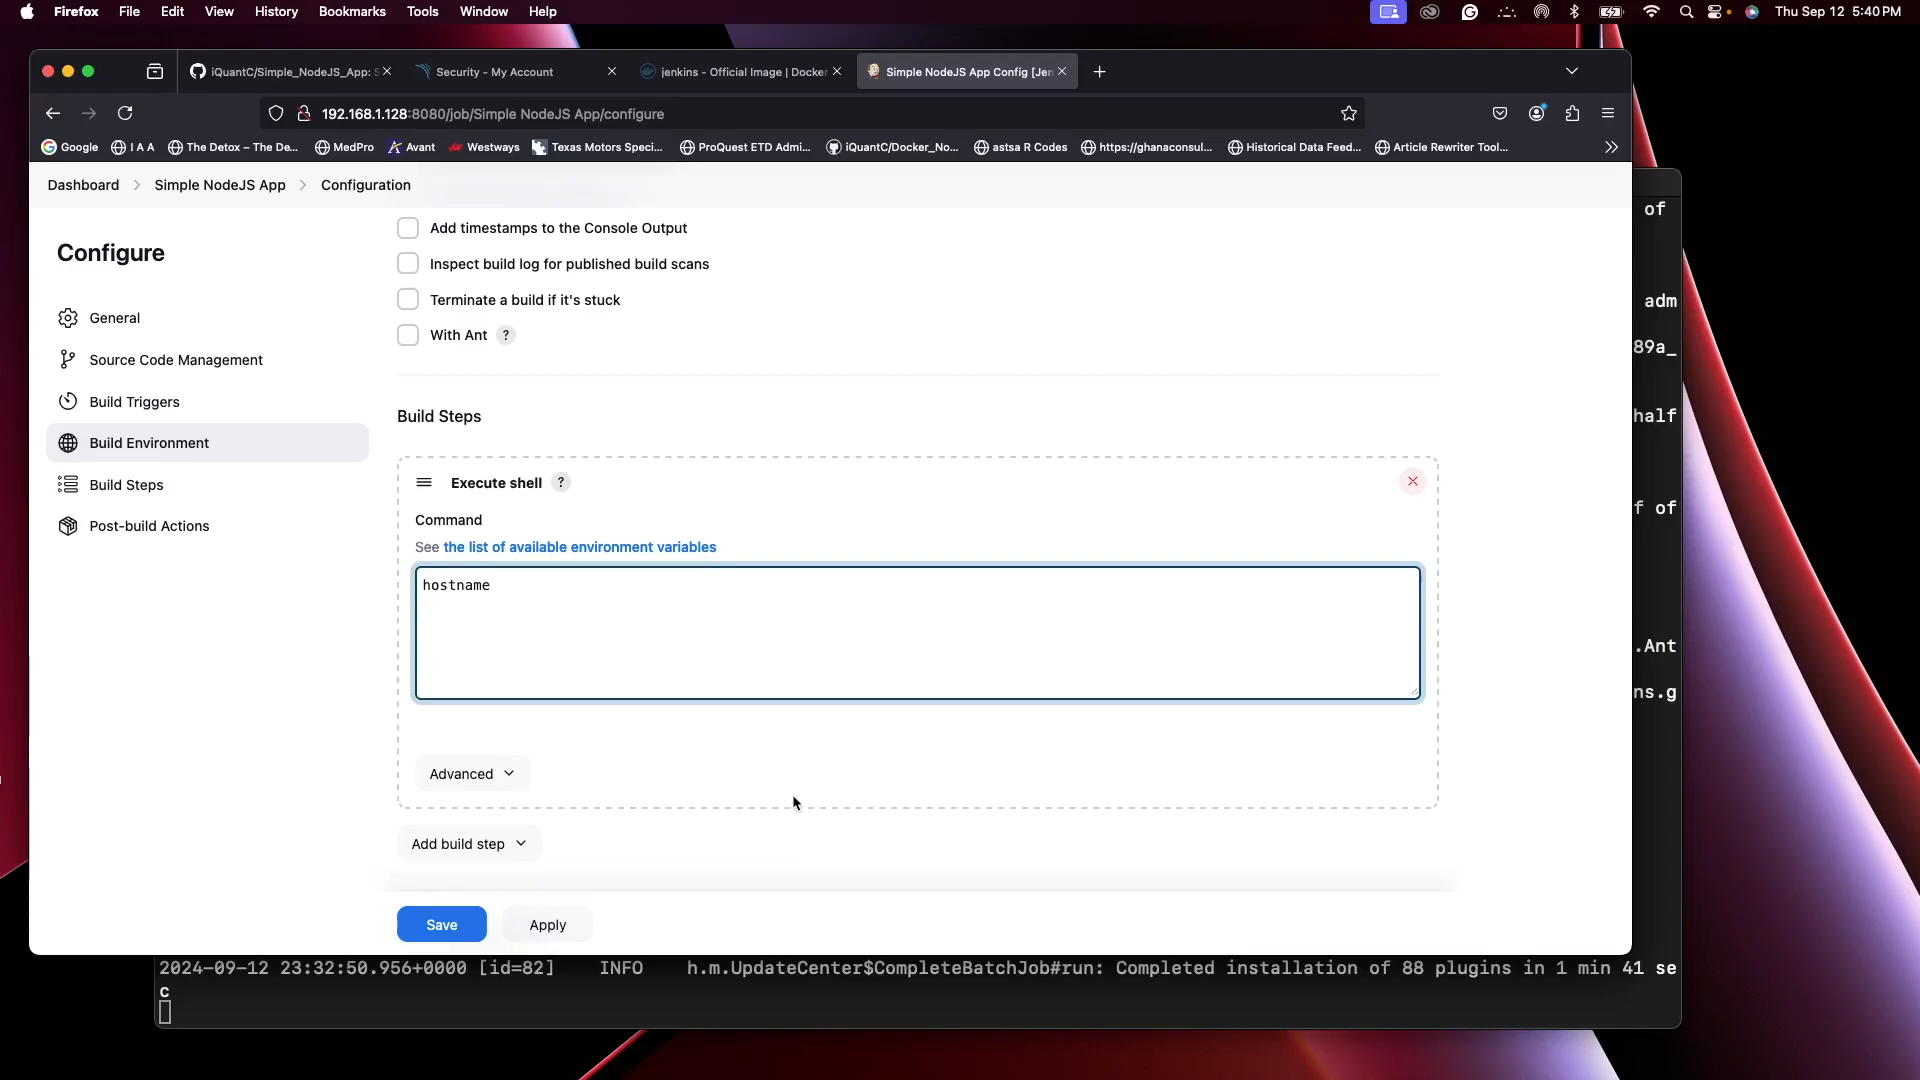 Firefox File Edit View History Bookmarks Tools Window Help
Thu Sep 12 5:40 PM
iQuantC/Simple_NodeJS_App: S
Security - My Account
jenkins - Official Image | Docker
Simple NodeJS App Config [Jen
192.168.1.128:8080/job/Simple NodeJS App/configure
Google I A A The Detox – The De... MedPro Avant Westways Texas Motors Speci... ProQuest ETD Admi... iQuantC/Docker_No... astsa R Codes https://ghanaconsul... Historical Data Feed... Article Rewriter Tool...
Dashboard Simple NodeJS App Configuration
of
Configure
General
Source Code Management
Build Triggers
Build Environment
Build Steps
Post-build Actions
Add timestamps to the Console Output
Inspect build log for published build scans
Terminate a build if it's stuck
With Ant ?
Build Steps
Execute shell ?
Command
See the list of available environment variables
hostname
Advanced
Add build step
Save Apply
adm
89a_
half
f of
.Ant
ns.g
2024-09-12 23:32:50.956+0000 [id=82] INFO h.m.UpdateCenter$CompleteBatchJob#run: Completed installation of 88 plugins in 1 min 41 se
c